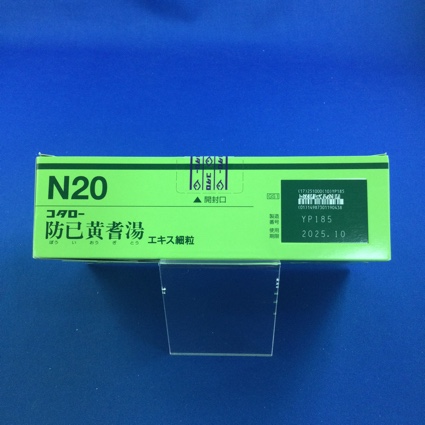 N20
コタロー
防已黄耆湯
ぼう い おう ぎ とう
エキス細粒
▲開封口
製造
番号
YP185
使用
期限
2025.10